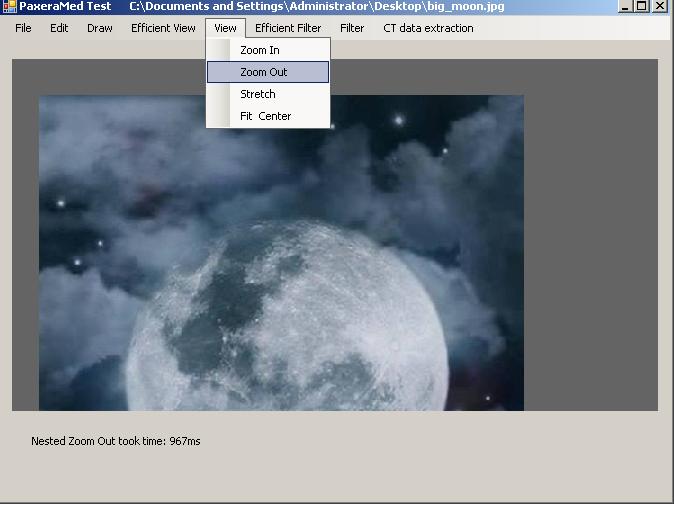 PaxeraMed Test C:\Documents and Settings\Administrator\Desktop\big_moon.jpg
File Edit Draw Efficient View View Efficient Filter Filter CT data extraction
Zoom In
Zoom Out
Stretch
Fit Center
Nested Zoom Out took time: 967ms